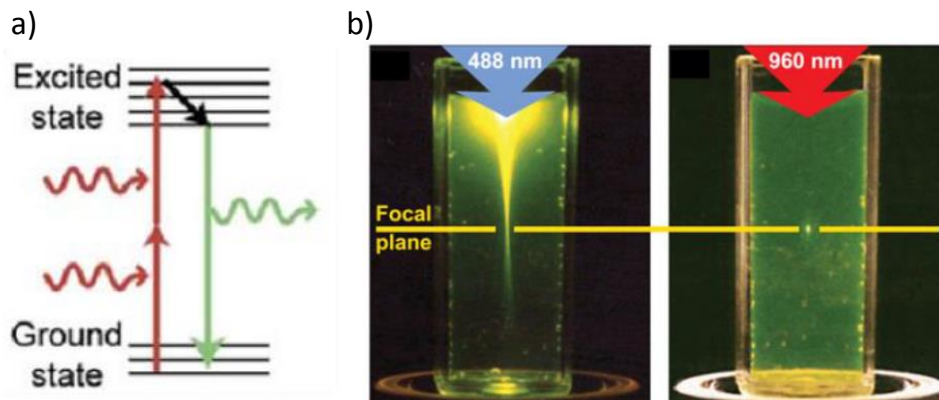 a)
b)
Excited
state
Ground
state
488 nm
960 nm
Focal
plane